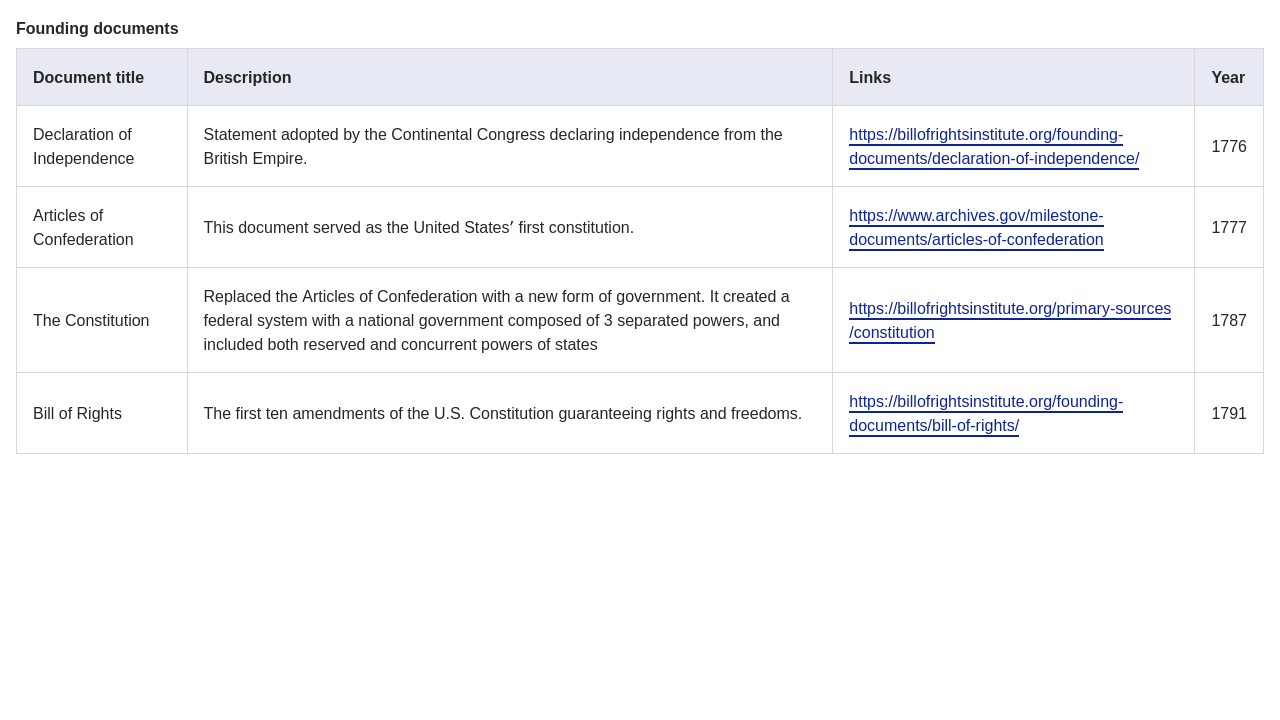 Founding documents
Document title
Description
Links
Year
Declaration of
Independence
Statement adopted by the Continental Congress declaring independence from the
British Empire.
https://billofrightsinstitute.org/founding-
documents/declaration-of-independence/
1776
Articles of
Confederation
This document served as the United Statesʼ first constitution.
https://www.archives.gov/milestone-
documents/articles-of-confederation
1777
The Constitution
Replaced the Articles of Confederation with a new form of government. It created a
federal system with a national government composed of 3 separated powers, and
included both reserved and concurrent powers of states
https://billofrightsinstitute.org/primary-sources
/constitution
1787
Bill of Rights
The first ten amendments of the U.S. Constitution guaranteeing rights and freedoms.
https://billofrightsinstitute.org/founding-
documents/bill-of-rights/
1791